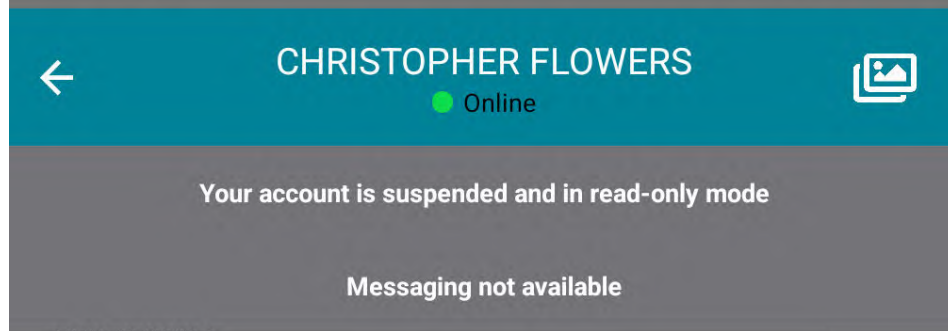 CHRISTOPHER FLOWERS
Online
Your account is suspended and in read-only mode
Messaging not available